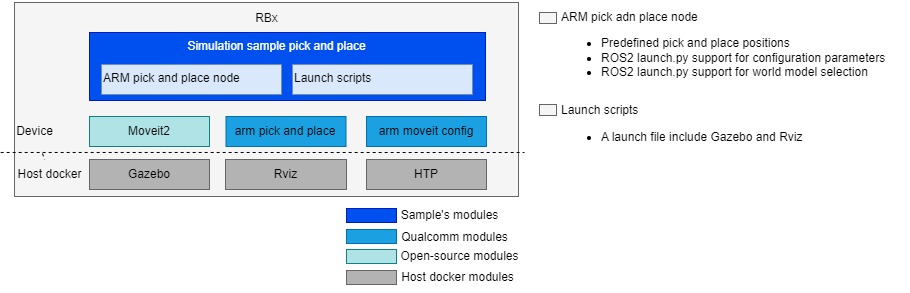 RBx
Simulation sample pick and place
ARM pick and place node
Launch scripts
Device
Moveit2
arm pick and place
arm moveit config
Host docker
Gazebo
Rviz
HTP
Sample's modules
Qualcomm modules
Open-source modules
Host docker modules
ARM pick adn place node
• Predefined pick and place positions
• ROS2 launch.py support for configuration parameters
• ROS2 launch.py support for world model selection
Launch scripts
• A launch file include Gazebo and Rviz